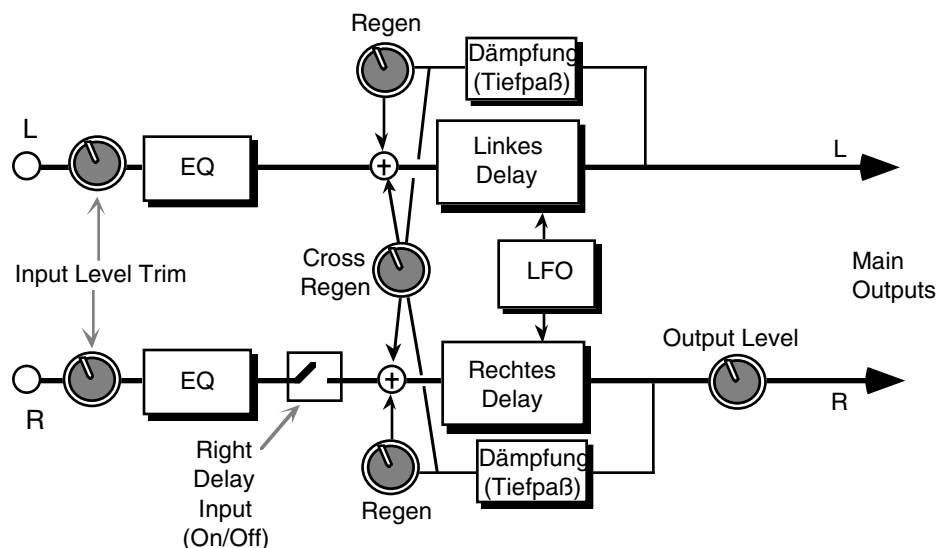 Regen
Dämpfung
(Tiefpaß)
L
EQ
+
Linkes
Delay
L
Input Level Trim
Cross
Regen
LFO
Main
Outputs
R
EQ
+
Rechtes
Delay
Output Level
R
Right
Delay
Input
(On/Off)
Regen
Dämpfung
(Tiefpaß)